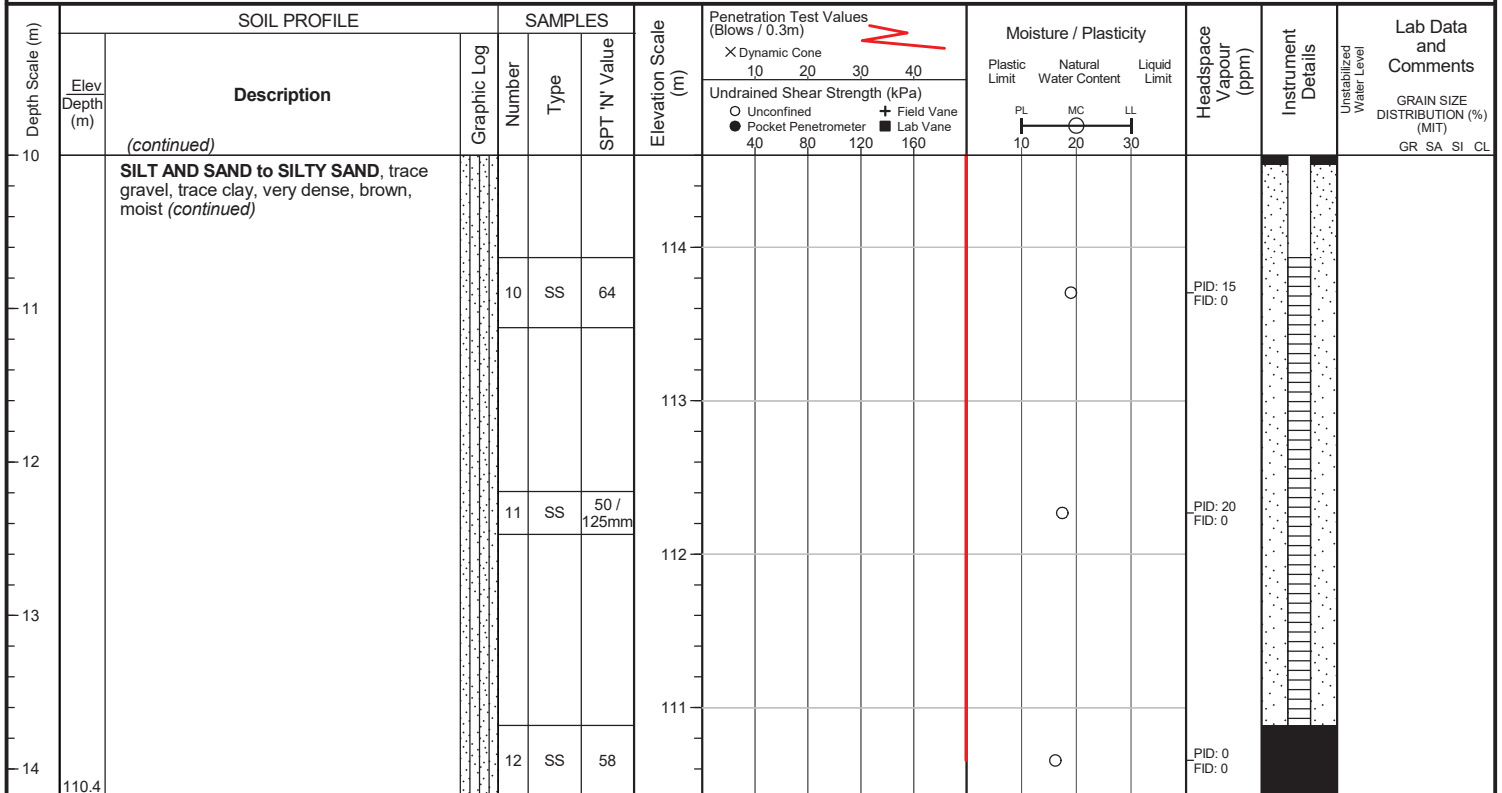 SOIL PROFILE
SAMPLES
Depth Scale (m)
Elev
Depth
(m)
Description
(continued)
Graphic Log
Number
Type
SPT 'N' Value
Elevation Scale
(m)
Penetration Test Values
(Blows / 0.3m)
× Dynamic Cone
10 20 30 40
Undrained Shear Strength (kPa)
Unconfined + Field Vane
Pocket Penetrometer Lab Vane
40 80 120 160
Moisture / Plasticity
Plastic Natural Liquid
Limit Water Content Limit
PL MC LL
10 20 30
Headspace
Vapour
(ppm)
Instrument
Details
Unstabilized
Water Level
Lab Data
and
Comments
GRAIN SIZE
DISTRIBUTION (%)
(MIT)
GR SA SI CL
10
SILT AND SAND to SILTY SAND, trace
gravel, trace clay, very dense, brown,
moist (continued)
114
10 SS 64
PID: 15
FID: 0
11
113
12
11 SS 50 /
125mm
PID: 20
FID: 0
112
13
111
12 SS 58
PID: 0
FID: 0
14
110.4